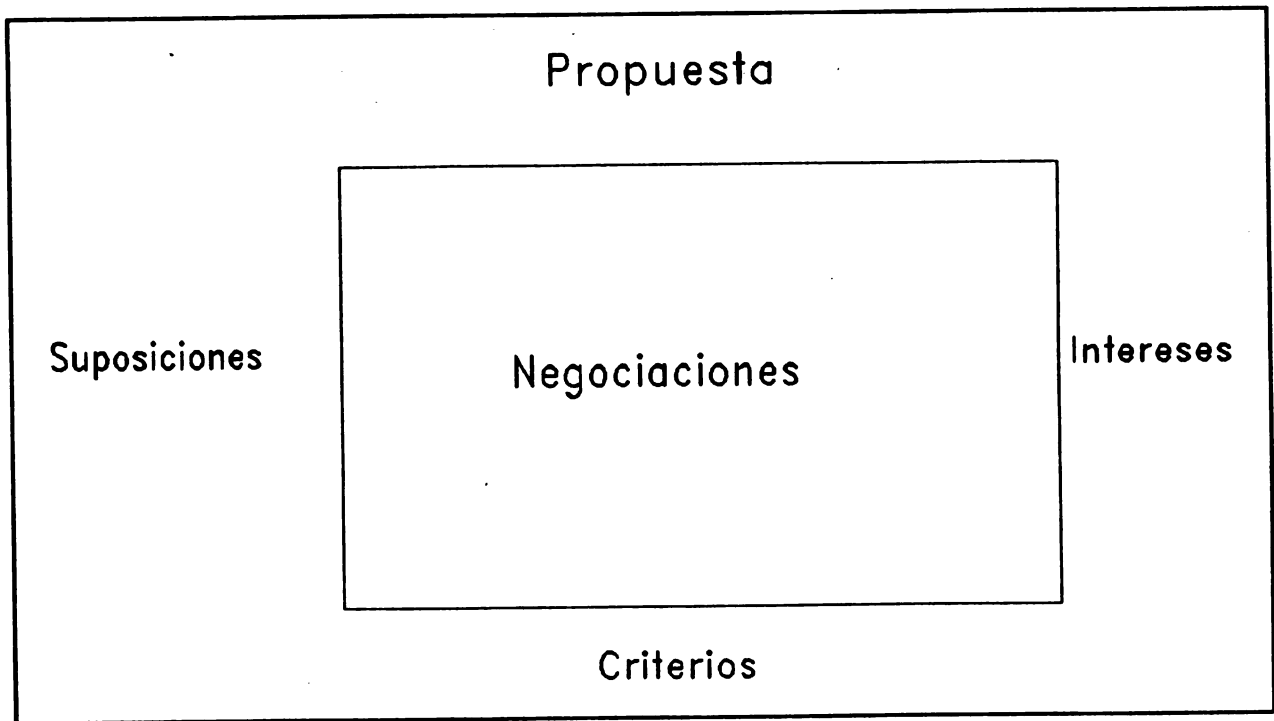 Propuesta
Suposiciones
Negociaciones
Intereses
Criterios